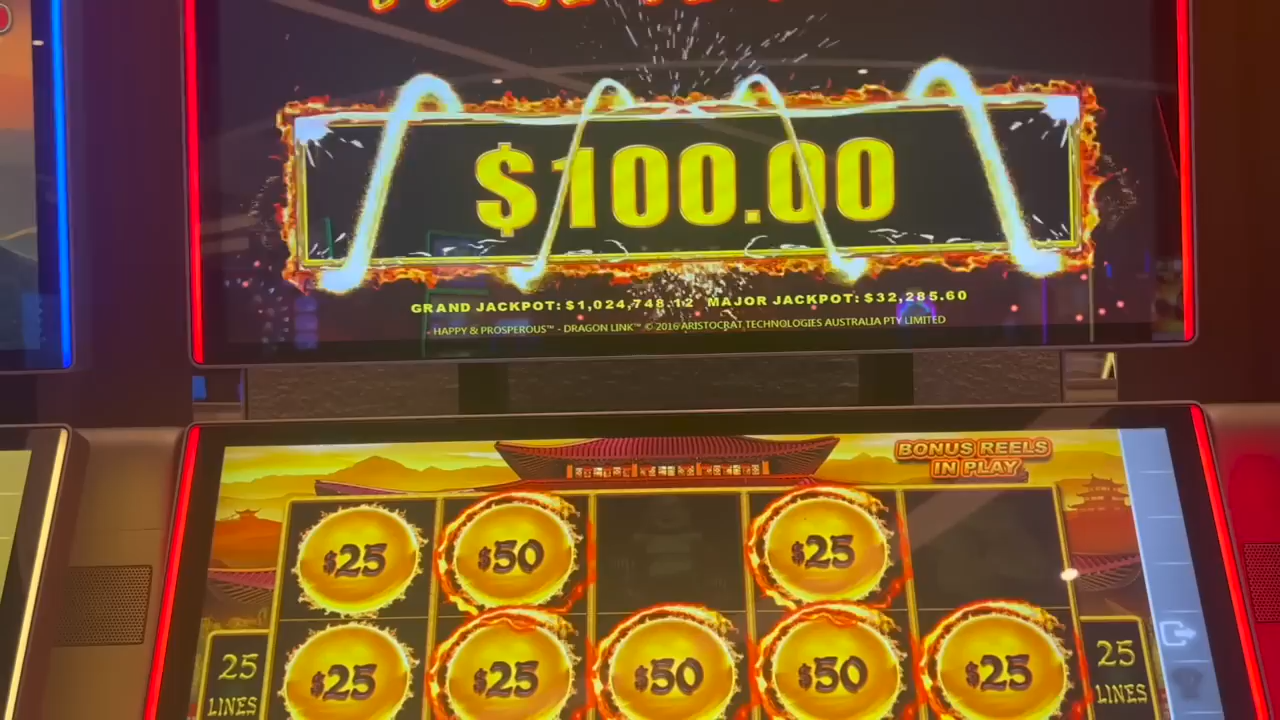 $100.00
GRAND JACKPOT: $1,024,748.12 MAJOR JACKPOT: $32,285.60
- HAPPY & PROSPEROUS™ - DRAGON LINK™ © 2016 ARISTOCRAT TECHNOLOGIES AUSTRALIA PTY LIMITED
BONUS REELS
IN PLAY
$25 $50 $25
$25 $25 $50 $50 $25
25
LINES
25
LINES